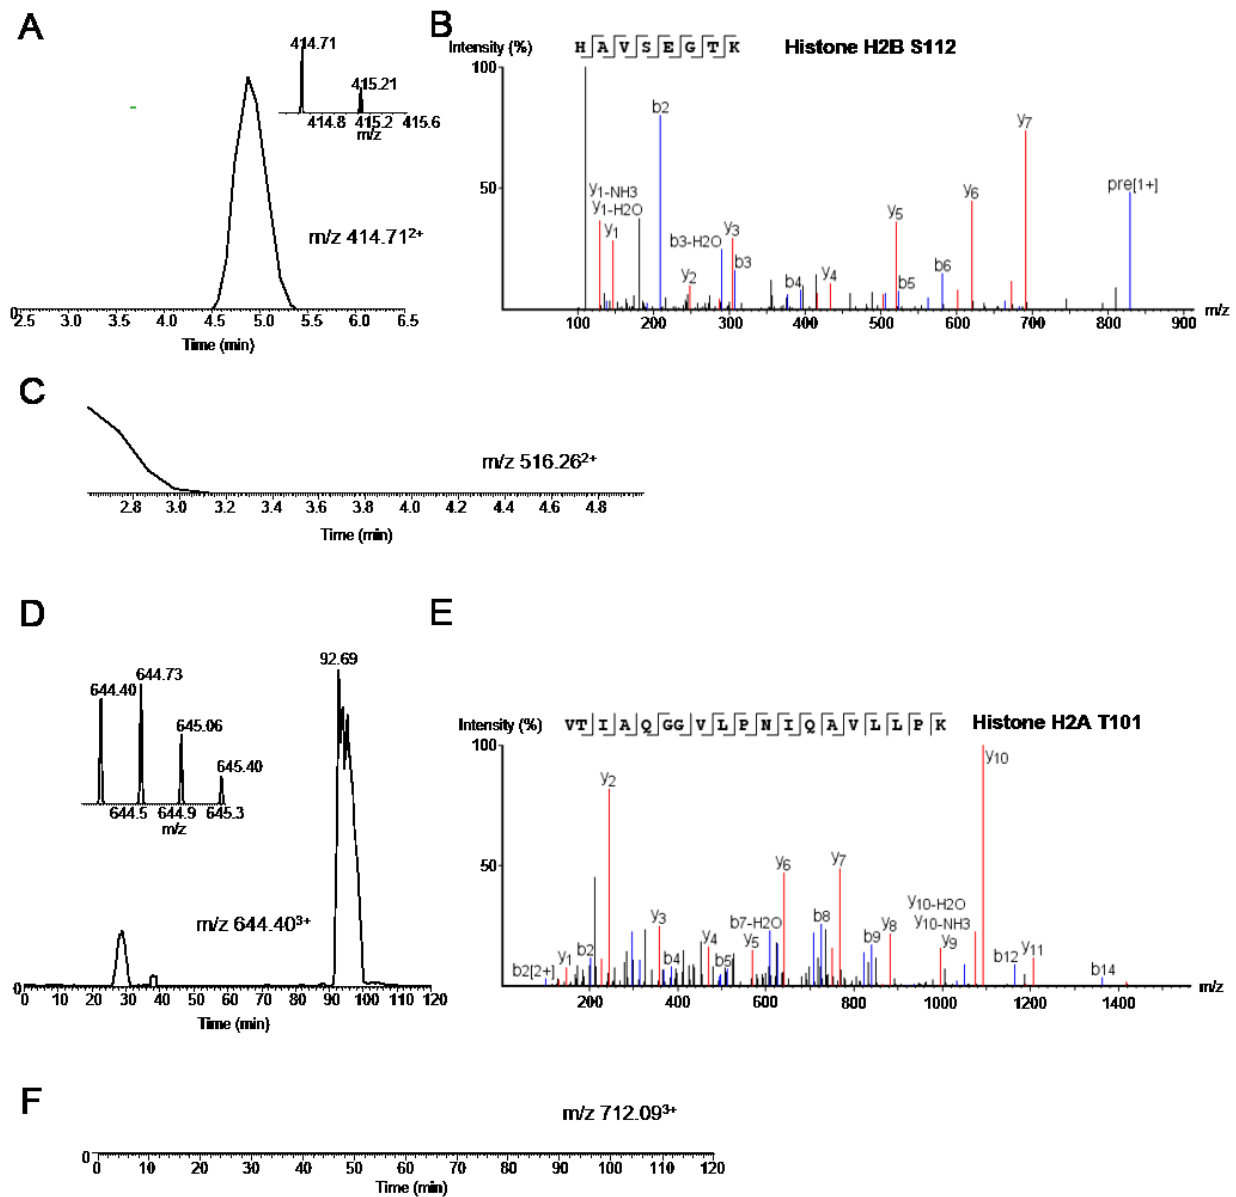 A
414.71
415.21
414.8 415.2 415.6
m/z
m/z 414.71²⁺
0
2.5 3.0 3.5 4.0 4.5 5.0 5.5 6.0 6.5
Time (min)
B
Intensity (%)
H A V S E G T K
Histone H2B S112
100
50
y1-NH3
y1-H2O
y1
b2
b3-H2O
y2
y3
b3
b4
y4
y5
b5
b6
y6
y7
pre[1+]
100 200 300 400 500 600 700 800 900 m/z
C
m/z 516.26²⁺
2.8 3.0 3.2 3.4 3.6 3.8 4.0 4.2 4.4 4.6 4.8
Time (min)
D
92.69
644.40
644.73
645.06
645.40
644.5 644.9 645.3
m/z
m/z 644.40³⁺
0
0 10 20 30 40 50 60 70 80 90 100 110 120
Time (min)
E
Intensity (%)
V T I A Q G G V L P N I Q A V L L P K
Histone H2A T101
100
50
b2[2+]
y1
b2
y2
y3
b4
y4
b5
y5
b7-H2O
y6
b8
y7
b9
y8
y10-H2O
y10-NH3
y9
y10
b12
y11
b14
200 400 600 800 1000 1200 1400 m/z
F
m/z 712.09³⁺
0
0 10 20 30 40 50 60 70 80 90 100 110 120
Time (min)